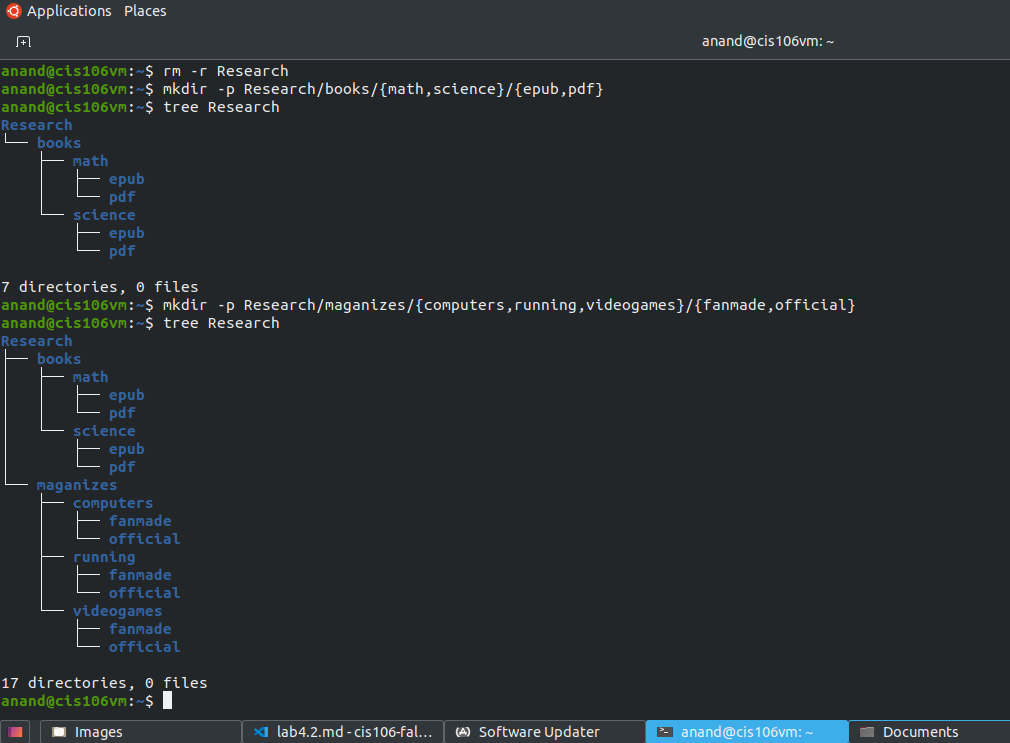 Applications Places
anand@cis106vm: ~
anand@cis106vm:~$ rm -r Research
anand@cis106vm:~$ mkdir -p Research/books/{math,science}/{epub,pdf}
anand@cis106vm:~$ tree Research
Research
└── books
    ├── math
    │   ├── epub
    │   └── pdf
    └── science
        ├── epub
        └── pdf
7 directories, 0 files
anand@cis106vm:~$ mkdir -p Research/maganizes/{computers,running,videogames}/{fanmade,official}
anand@cis106vm:~$ tree Research
Research
├── books
│   ├── math
│   │   ├── epub
│   │   └── pdf
│   └── science
│       ├── epub
│       └── pdf
└── maganizes
    ├── computers
    │   ├── fanmade
    │   └── official
    ├── running
    │   ├── fanmade
    │   └── official
    └── videogames
        ├── fanmade
        └── official
17 directories, 0 files
anand@cis106vm:~$
Images lab4.2.md - cis106-fal... Software Updater anand@cis106vm: ~ Documents